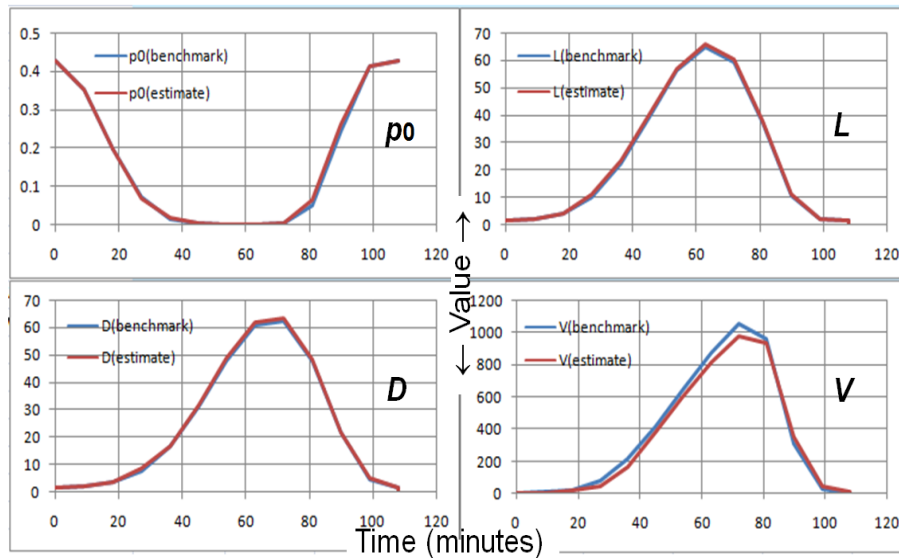 0.5
0.4
0.3
0.2
0.1
0
0 20 40 60 80 100 120
p0(benchmark)
p0(estimate)
p0
70
60
50
40
30
20
10
0
0 20 40 60 80 100 120
L(benchmark)
L(estimate)
L
← Value →
70
60
50
40
30
20
10
0
0 20 40 60 80 100 120
D(benchmark)
D(estimate)
D
1200
1000
800
600
400
200
0
0 20 40 60 80 100 120
V(benchmark)
V(estimate)
V
Time (minutes)